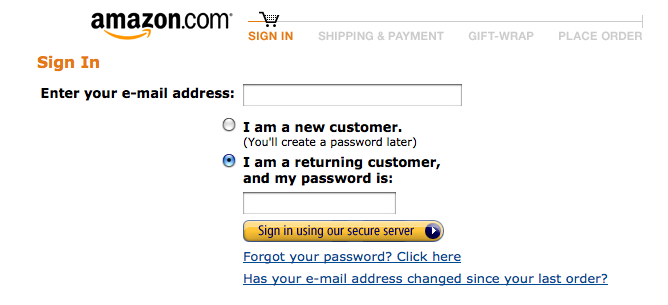 amazon.com®
SIGN IN SHIPPING & PAYMENT GIFT-WRAP PLACE ORDER
Sign In
Enter your e-mail address:
I am a new customer.
(You'll create a password later)
I am a returning customer,
and my password is:
Sign in using our secure server
Forgot your password? Click here
Has your e-mail address changed since your last order?